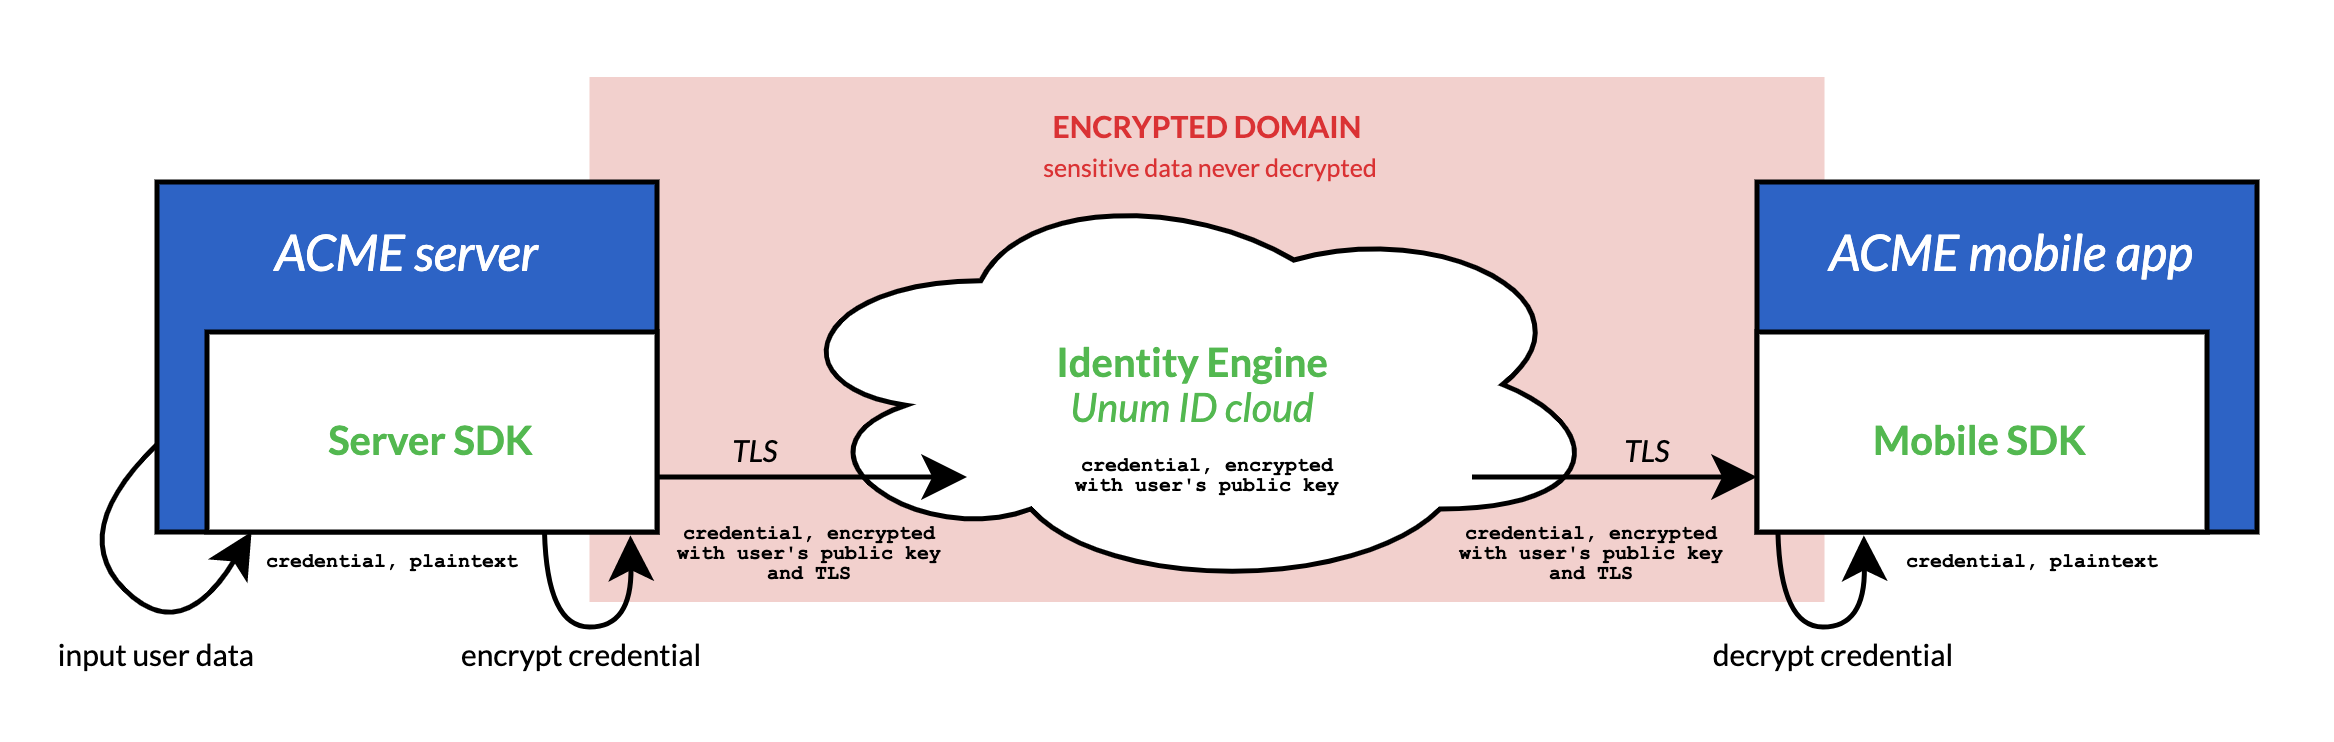 ENCRYPTED DOMAIN
sensitive data never decrypted
ACME server
Server SDK
input user data
credential, plaintext
encrypt credential
TLS
credential, encrypted
with user's public key
and TLS
Identity Engine
Unum ID cloud
credential, encrypted
with user's public key
TLS
credential, encrypted
with user's public key
and TLS
ACME mobile app
Mobile SDK
decrypt credential
credential, plaintext